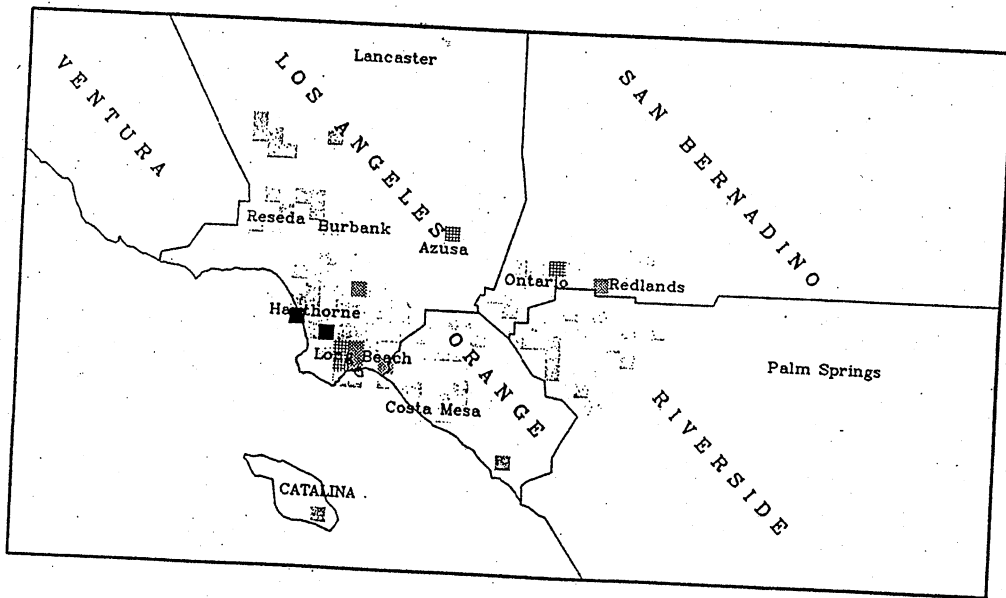 Lancaster
LOS ANGELES
VENTURA
SAN BERNADINO
Reseda
Burbank
Azusa
Ontario
Redlands
Hawthorne
Long Beach
ORANGE
Palm Springs
Costa Mesa
RIVERSIDE
CATALINA